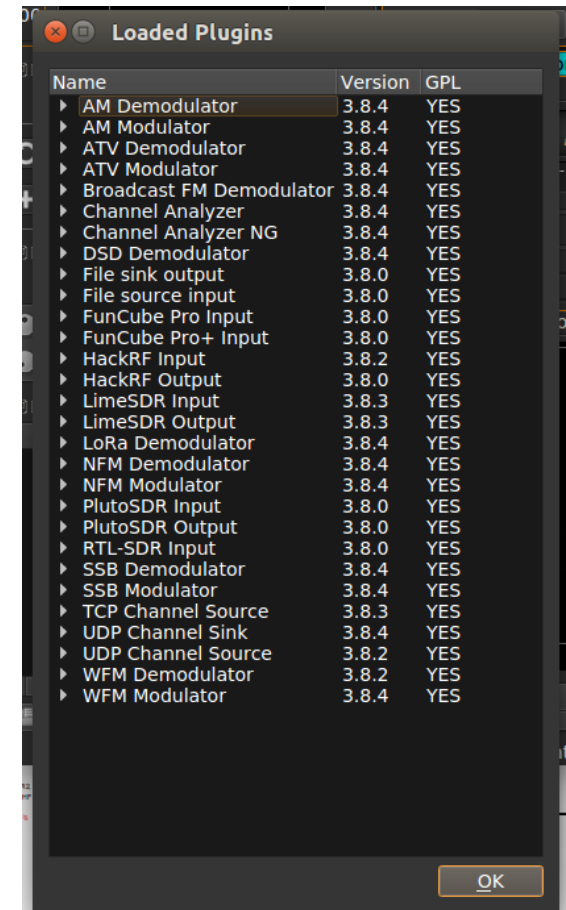 Loaded Plugins
Name Version GPL
AM Demodulator 3.8.4 YES
AM Modulator 3.8.4 YES
ATV Demodulator 3.8.4 YES
ATV Modulator 3.8.4 YES
Broadcast FM Demodulator 3.8.4 YES
Channel Analyzer 3.8.4 YES
Channel Analyzer NG 3.8.4 YES
DSD Demodulator 3.8.4 YES
File sink output 3.8.0 YES
File source input 3.8.0 YES
FunCube Pro Input 3.8.0 YES
FunCube Pro+ Input 3.8.0 YES
HackRF Input 3.8.2 YES
HackRF Output 3.8.0 YES
LimeSDR Input 3.8.3 YES
LimeSDR Output 3.8.3 YES
LoRa Demodulator 3.8.4 YES
NFM Demodulator 3.8.4 YES
NFM Modulator 3.8.4 YES
PlutoSDR Input 3.8.0 YES
PlutoSDR Output 3.8.0 YES
RTL-SDR Input 3.8.0 YES
SSB Demodulator 3.8.4 YES
SSB Modulator 3.8.4 YES
TCP Channel Source 3.8.3 YES
UDP Channel Sink 3.8.4 YES
UDP Channel Source 3.8.2 YES
WFM Demodulator 3.8.2 YES
WFM Modulator 3.8.4 YES
OK